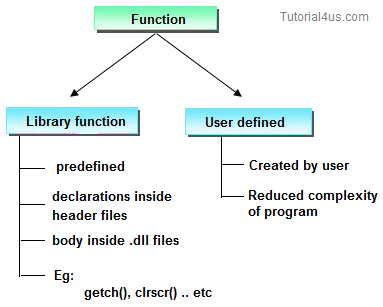 Function
Tutorial4us.com
Library function
User defined
predefined
declarations inside
header files
body inside .dll files
Eg:
getch(), clrscr() .. etc
Created by user
Reduced complexity
of program